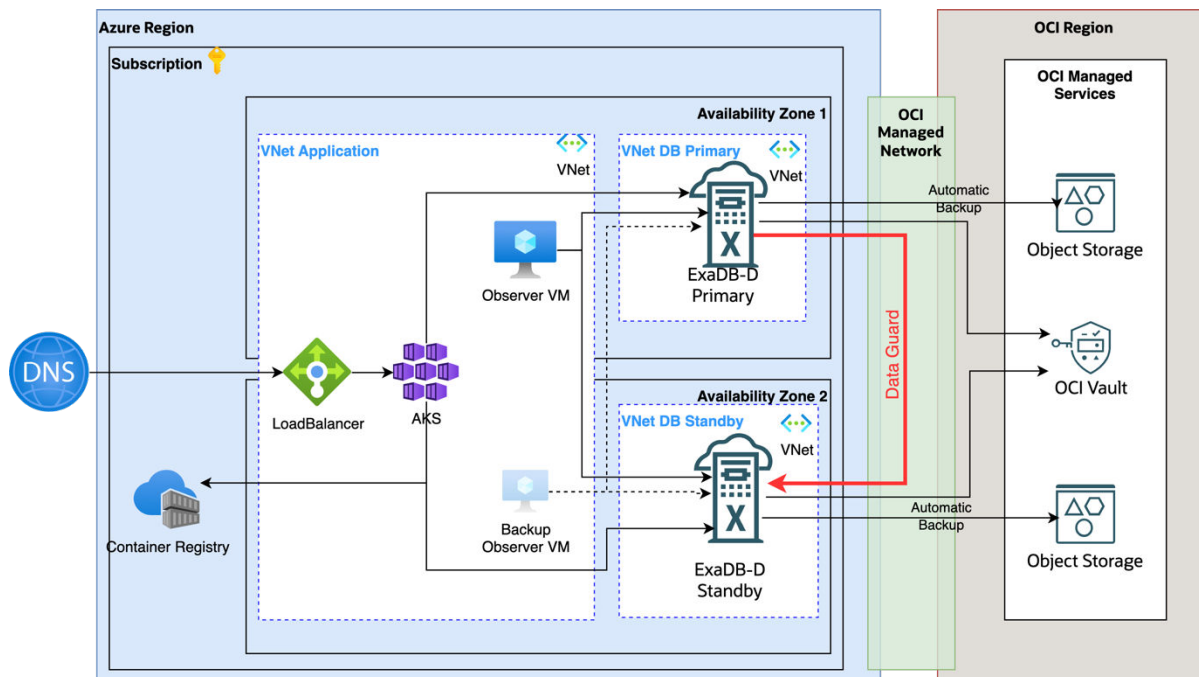 Azure Region
OCI Region
Subscription
OCI Managed
Services
Availability Zone 1
OCI
Managed
Network
VNet Application
VNet
VNet DB Primary
VNet
Automatic
Backup
Object Storage
Observer VM
ExaDB-D
Primary
Data Guard
DNS
OCI Vault
LoadBalancer
AKS
Availability Zone 2
VNet DB Standby
VNet
Automatic
Backup
Backup
Observer VM
Container Registry
Object Storage
ExaDB-D
Standby